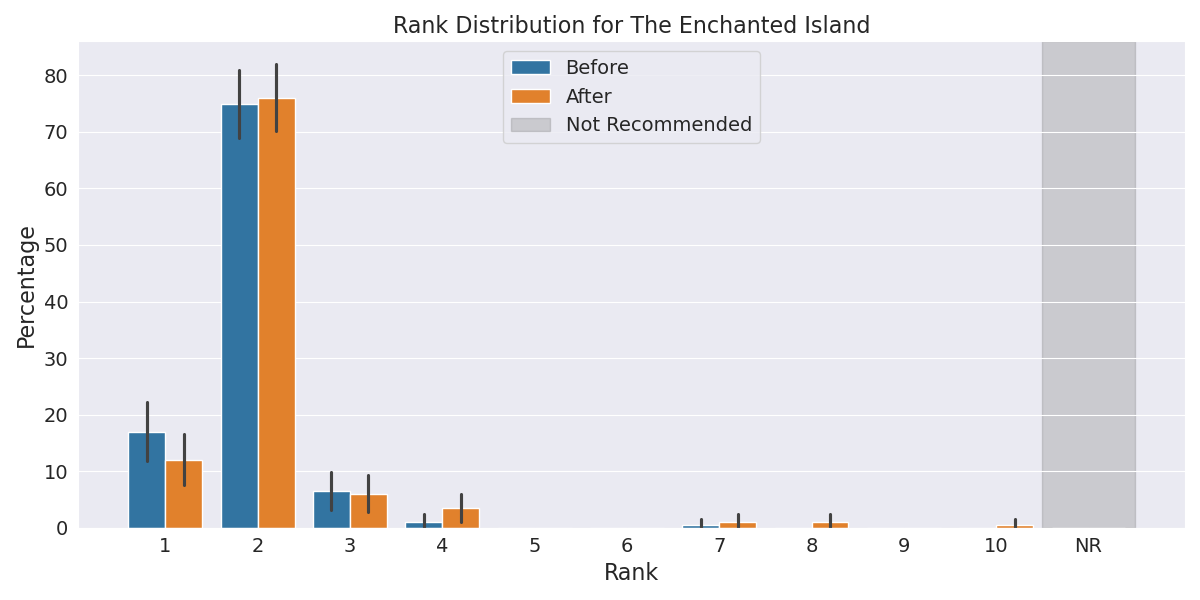 Rank Distribution for The Enchanted Island
Before
After
Not Recommended
Percentage
80
70
60
50
40
30
20
10
0
1 2 3 4 5 6 7 8 9 10 NR
Rank